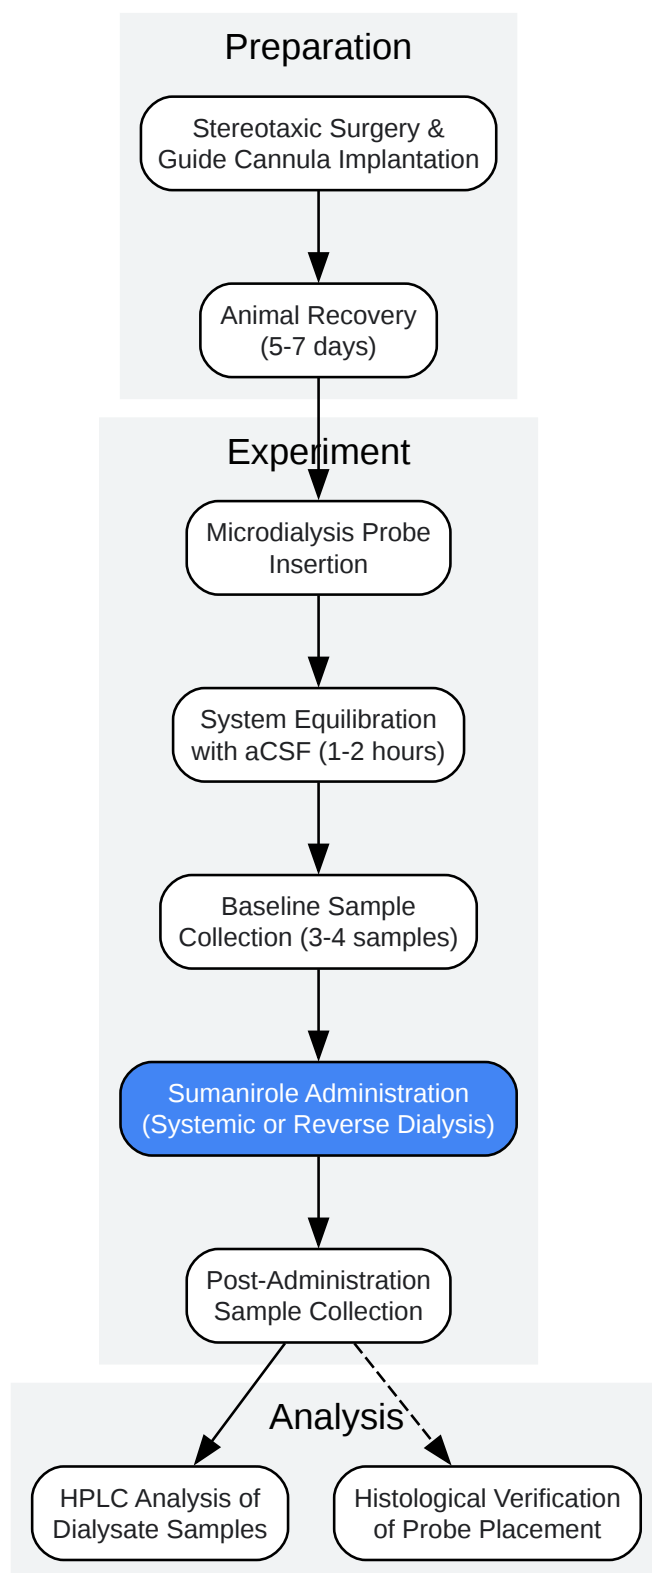 Preparation
Stereotaxic Surgery &
Guide Cannula Implantation
Animal Recovery
(5-7 days)
Experiment
Microdialysis Probe
Insertion
System Equilibration
with aCSF (1-2 hours)
Baseline Sample
Collection (3-4 samples)
Sumanirole Administration
(Systemic or Reverse Dialysis)
Post-Administration
Sample Collection
Analysis
HPLC Analysis of
Dialysate Samples
Histological Verification
of Probe Placement